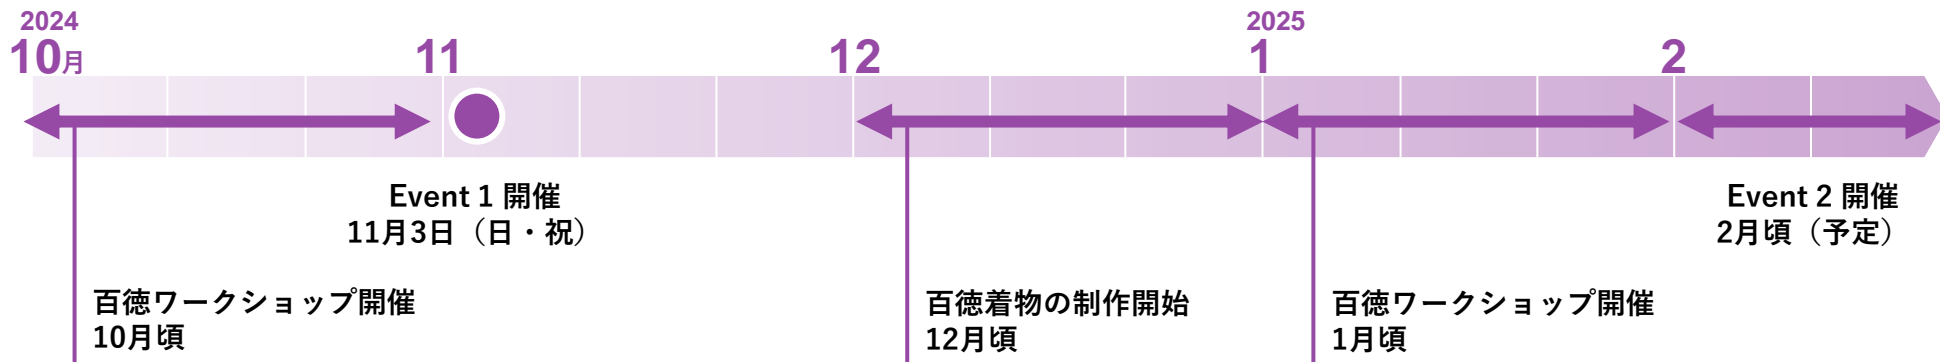 2024
10月
11
12
2025
1
2
Event 1 開催
11月3日（日・祝）
Event 2 開催
2月頃（予定）
百徳ワークショップ開催
10月頃
百徳着物の制作開始
12月頃
百徳ワークショップ開催
1月頃